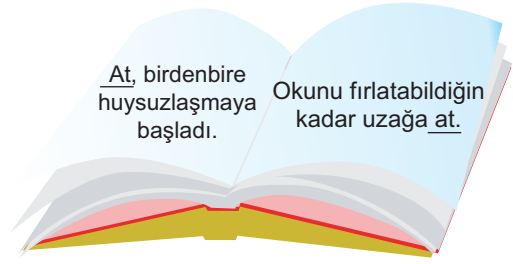 At, birdenbire
huysuzlaşmaya
başladı.
Okunu fırlatabildiğin
kadar uzağa at.